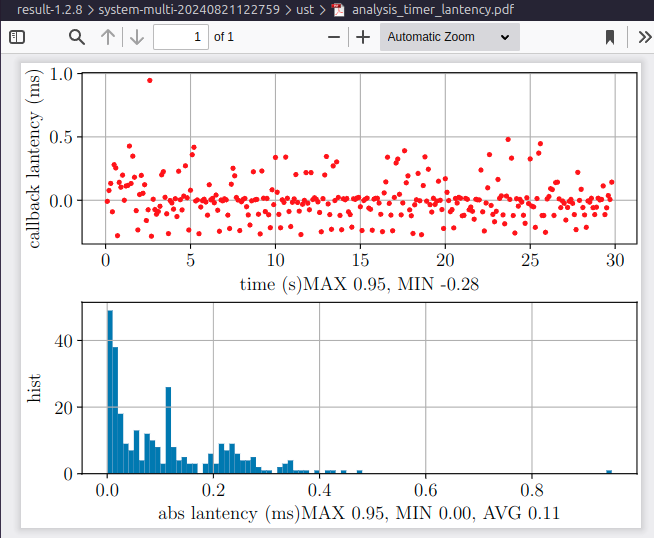 result-1.2.8 > system-multi-20240821122759 > ust > analysis_timer_lantency.pdf
1 of 1 Automatic Zoom
callback lantency (ms)
1.0
0.5
0.0
0 5 10 15 20 25 30
time (s)MAX 0.95, MIN -0.28
hist
40
20
0
0.0 0.2 0.4 0.6 0.8
abs lantency (ms)MAX 0.95, MIN 0.00, AVG 0.11